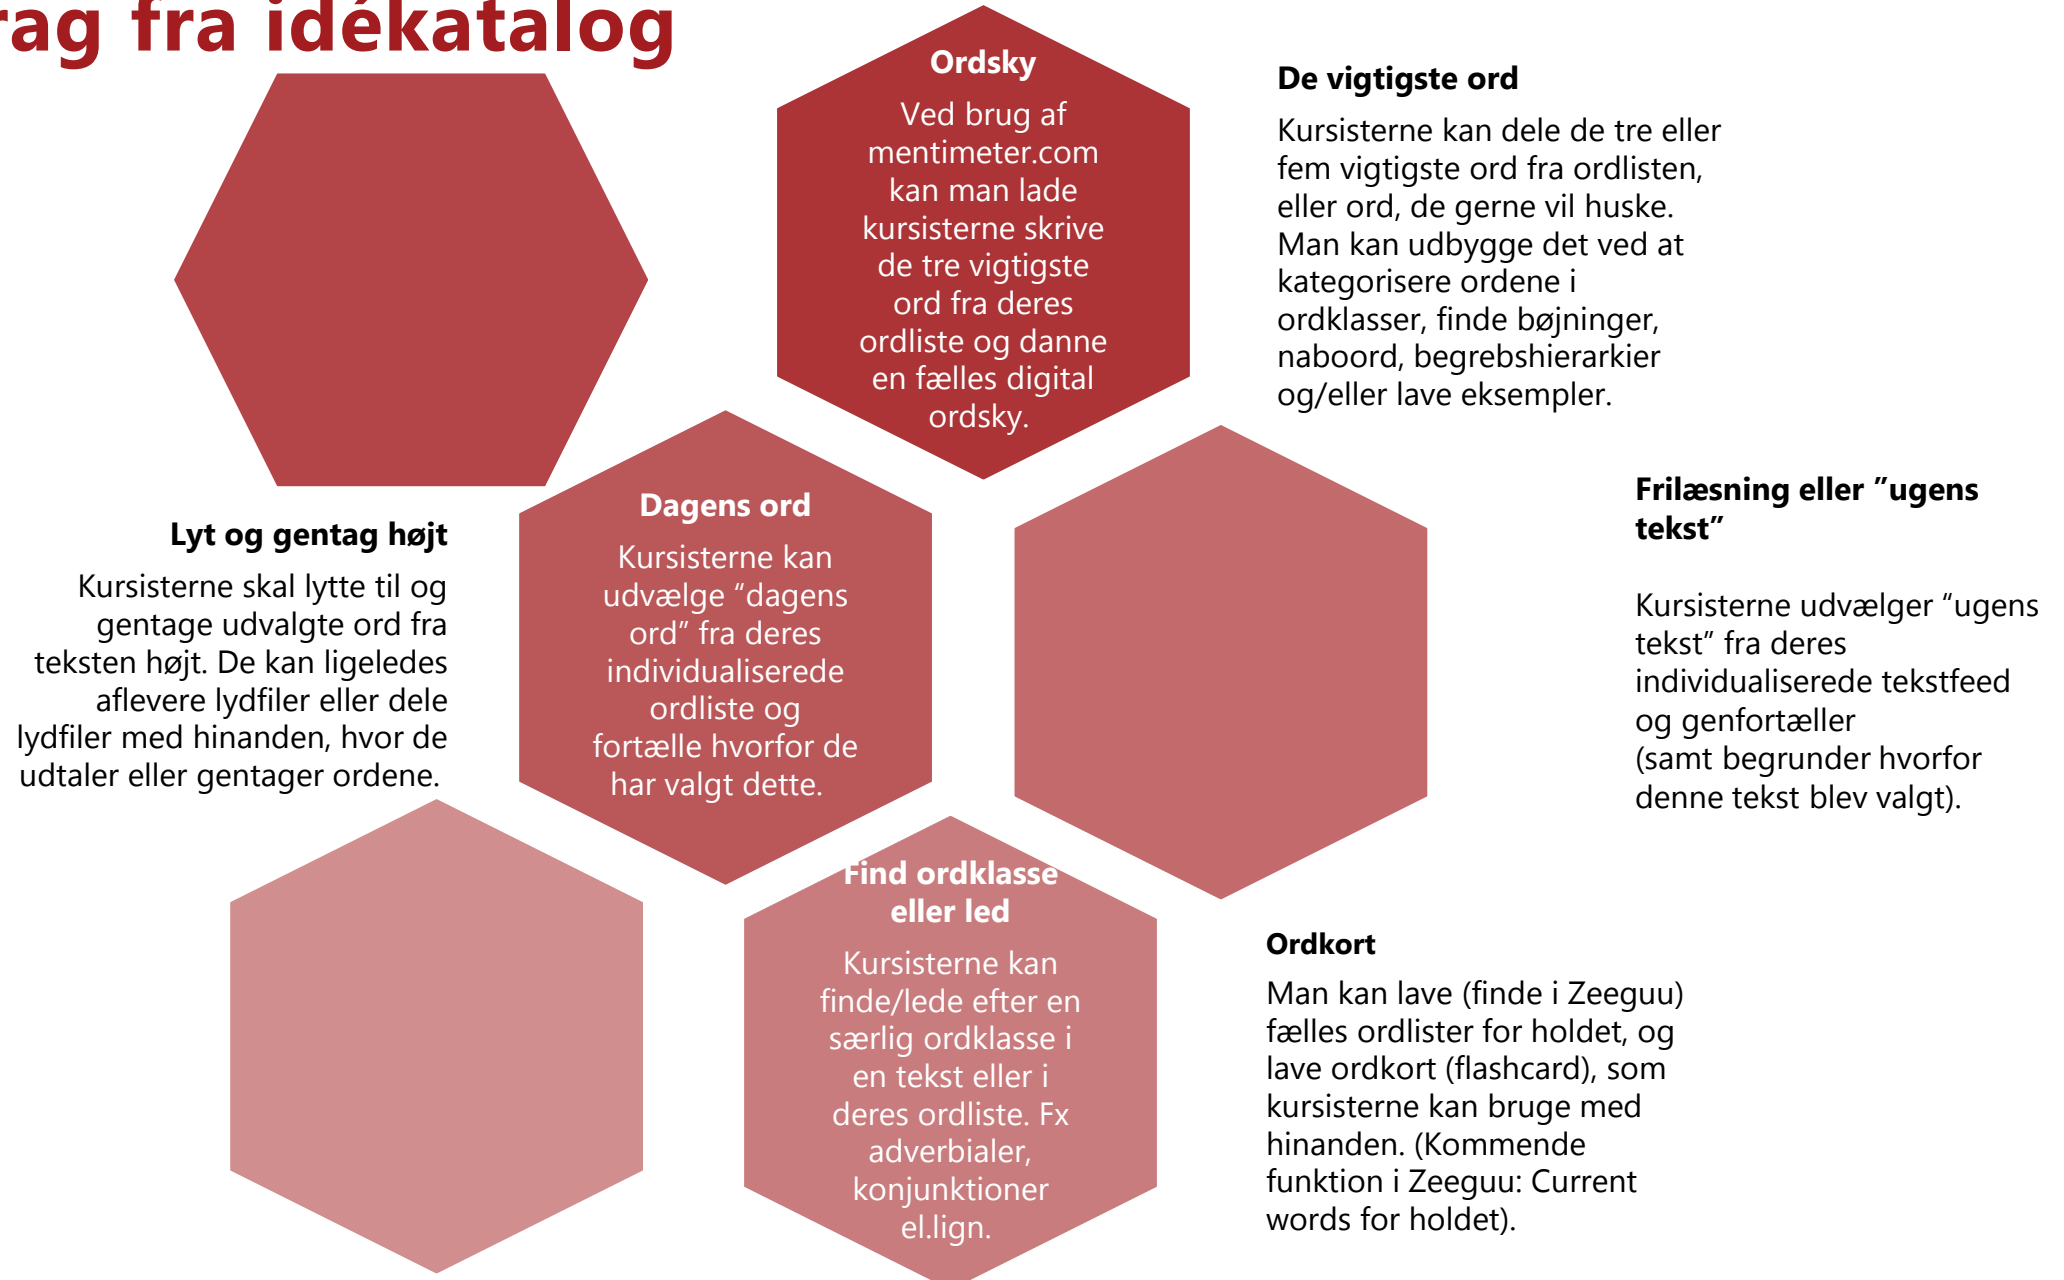 rag fra idékatalog
Ordsky
Ved brug af
mentimeter.com
kan man lade
kursisterne skrive
de tre vigtigste
ord fra deres
ordliste og danne
en fælles digital
ordsky.
De vigtigste ord
Kursisterne kan dele de tre eller
fem vigtigste ord fra ordlisten,
eller ord, de gerne vil huske.
Man kan udbygge det ved at
kategorisere ordene i
ordklasser, finde bøjninger,
naboord, begrebshierarkier
og/eller lave eksempler.
Lyt og gentag højt
Kursisterne skal lytte til og
gentage udvalgte ord fra
teksten højt. De kan ligeledes
aflevere lydfiler eller dele
lydfiler med hinanden, hvor de
udtaler eller gentager ordene.
Dagens ord
Kursisterne kan
udvælge “dagens
ord” fra deres
individualiserede
ordliste og
fortælle hvorfor de
har valgt dette.
Frilæsning eller ”ugens
tekst”
Kursisterne udvælger “ugens
tekst” fra deres
individualiserede tekstfeed
og genfortæller
(samt begrunder hvorfor
denne tekst blev valgt).
Find ordklasse
eller led
Kursisterne kan
finde/lede efter en
særlig ordklasse i
en tekst eller i
deres ordliste. Fx
adverbialer,
konjunktioner
el.lign.
Ordkort
Man kan lave (finde i Zeeguu)
fælles ordlister for holdet, og
lave ordkort (flashcard), som
kursisterne kan bruge med
hinanden. (Kommende
funktion i Zeeguu: Current
words for holdet).